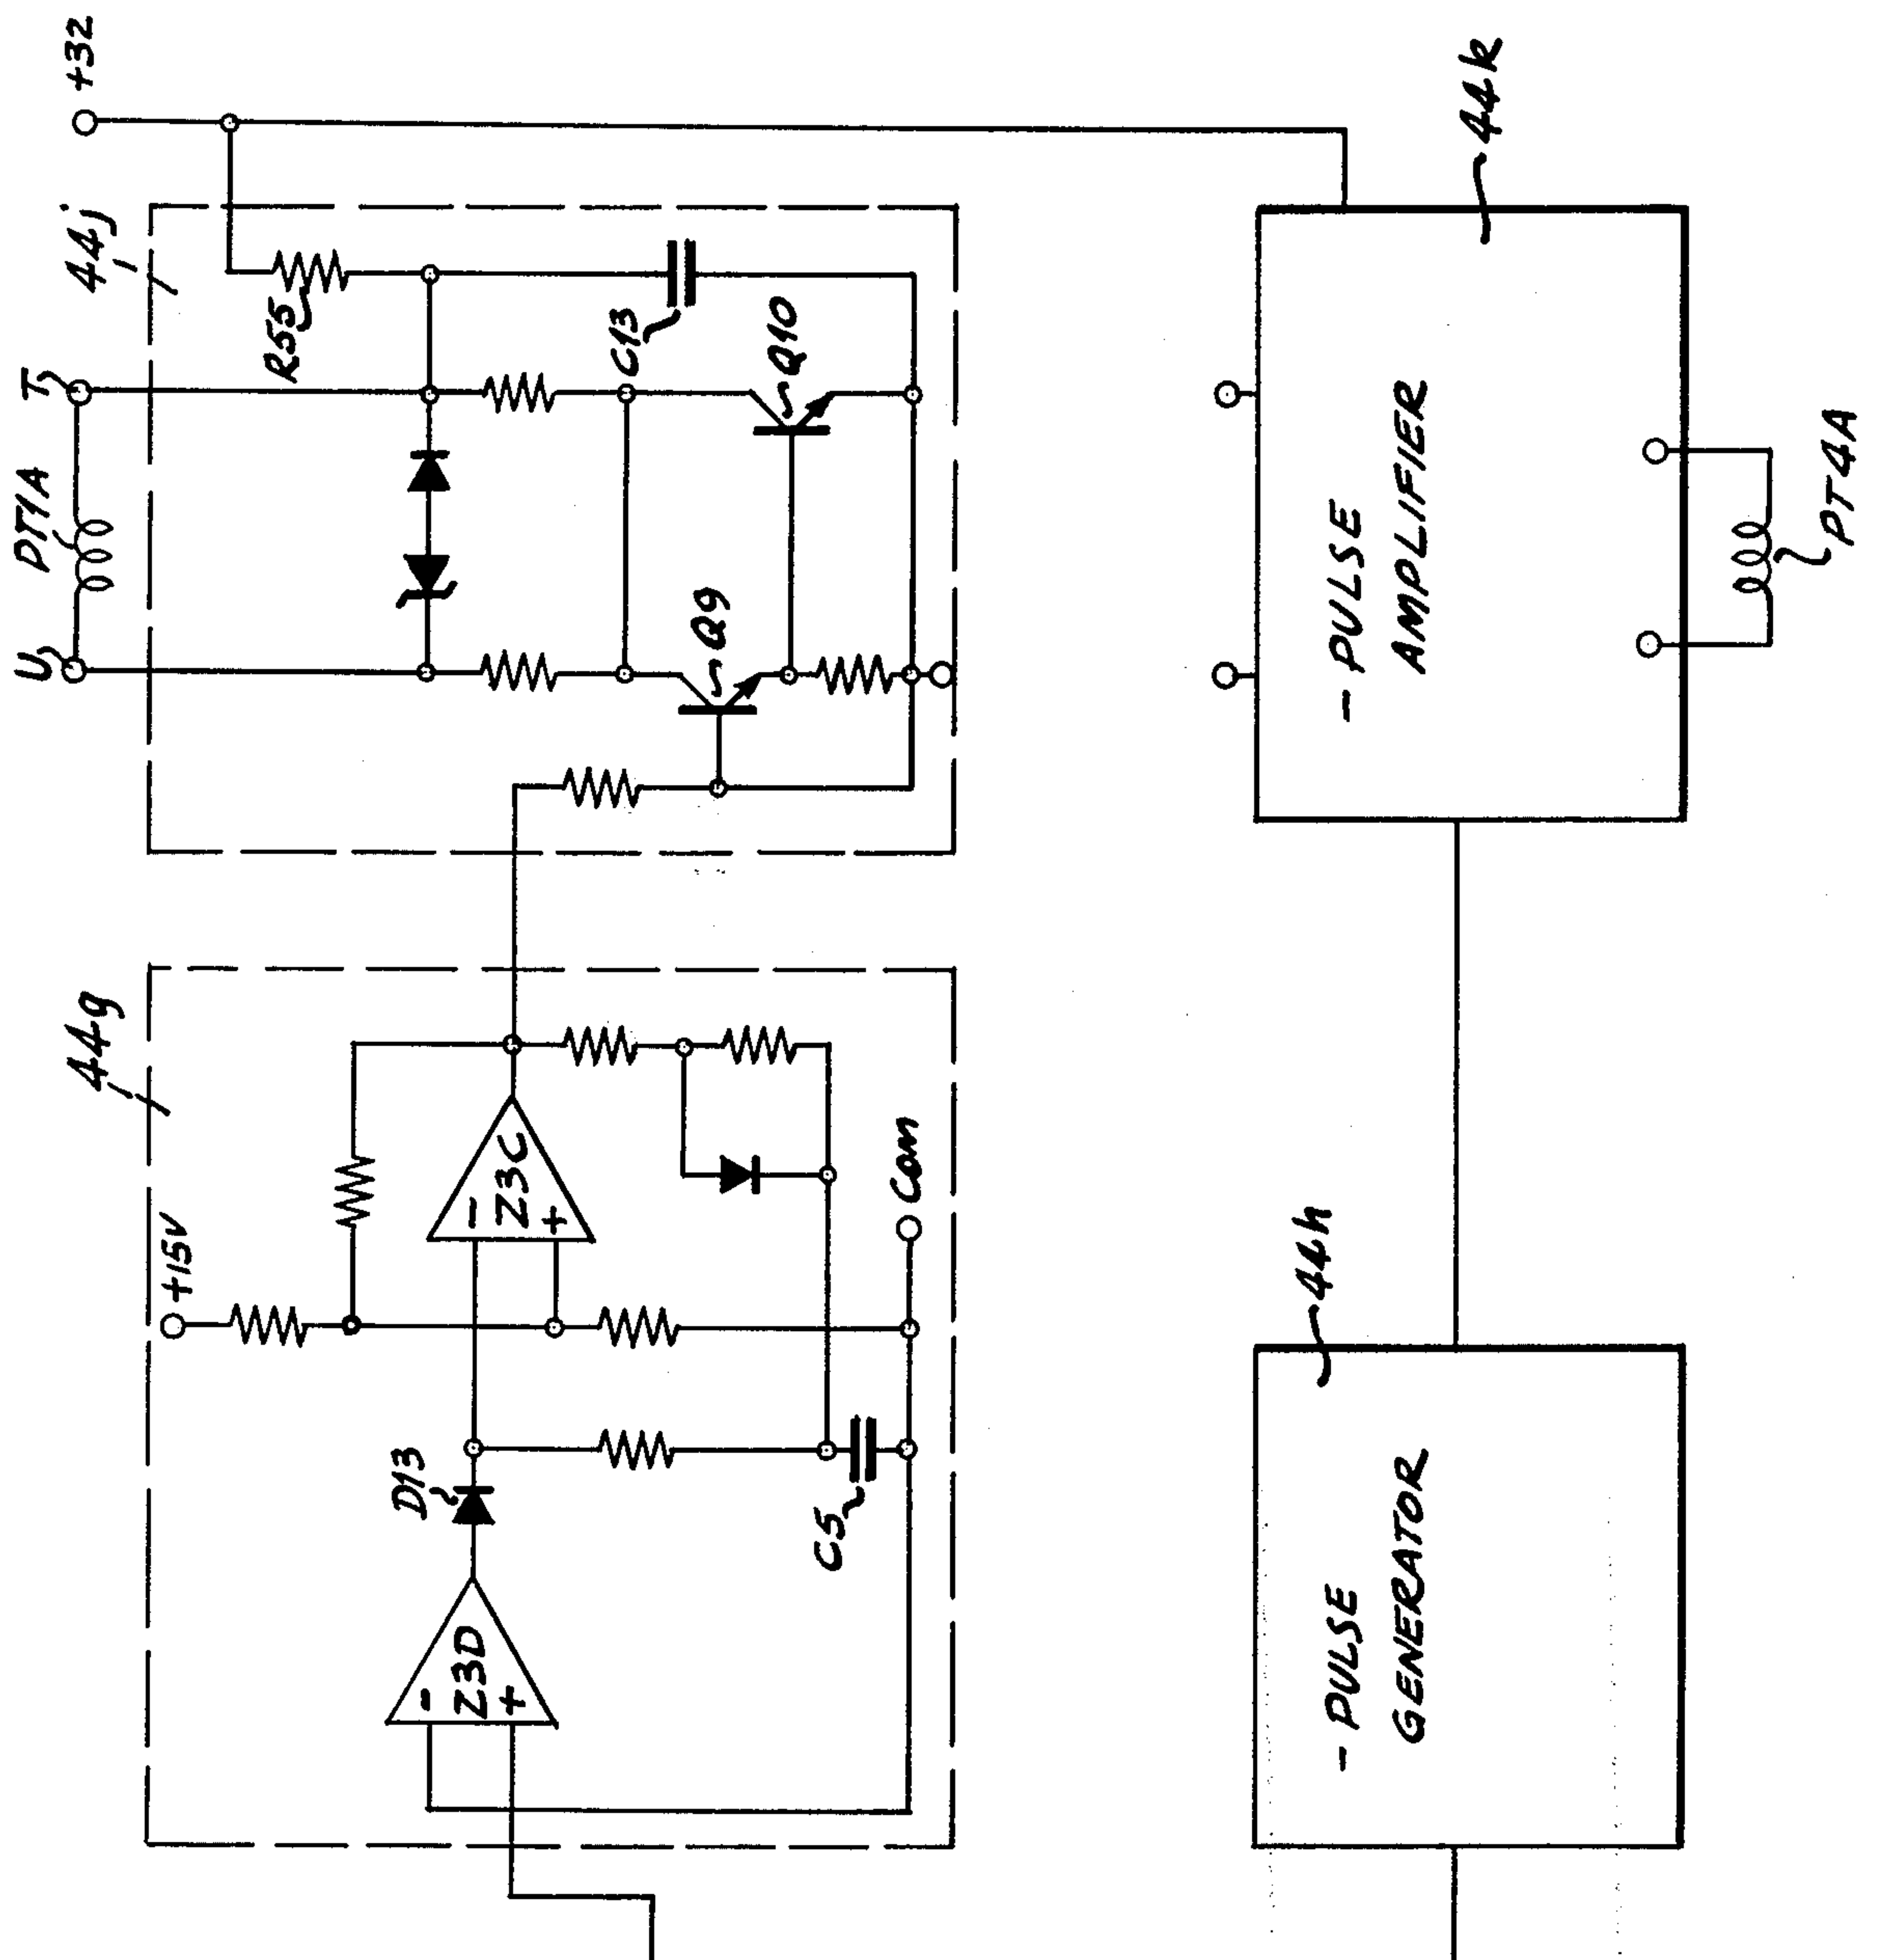 +32
DT1A
U
T
44j
R55
C13
Q10
Q9
44g
+15V
Z3C
-
+
Com
D13
C5
Z3D
-
+
44k
- PULSE
AMPLIFIER
PT4A
44h
- PULSE
GENERATOR